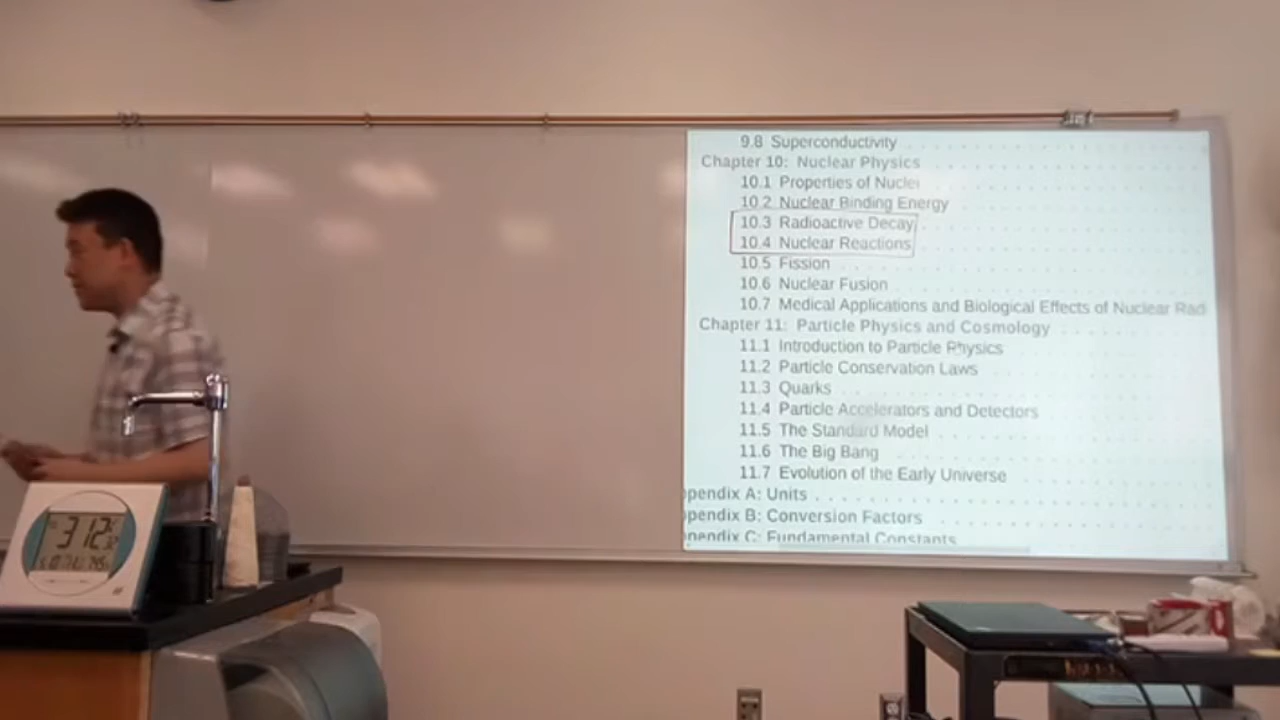 9.8 Superconductivity
Chapter 10: Nuclear Physics
10.1 Properties of Nuclei
10.2 Nuclear Binding Energy
10.3 Radioactive Decay
10.4 Nuclear Reactions
10.5 Fission
10.6 Nuclear Fusion
10.7 Medical Applications and Biological Effects of Nuclear Rad
Chapter 11: Particle Physics and Cosmology
11.1 Introduction to Particle Physics
11.2 Particle Conservation Laws
11.3 Quarks
11.4 Particle Accelerators and Detectors
11.5 The Standard Model
11.6 The Big Bang
11.7 Evolution of the Early Universe
pendix A: Units
pendix B: Conversion Factors
pendix C: Fundamental Constants
3 12